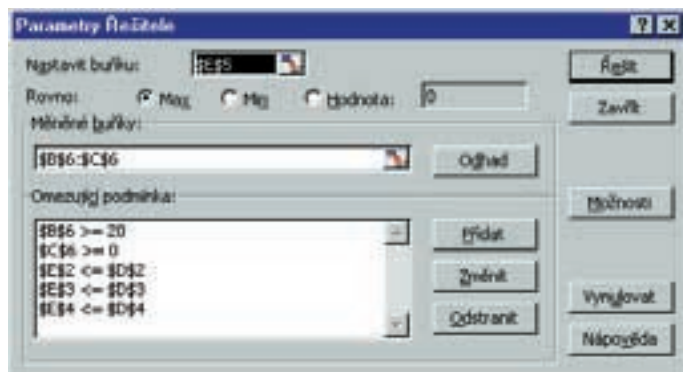 Parametry Řešitele
Nastavit buňku: $E$5
Řešit
Rovno: Max Min Hodnota: 0
Zavřít
Měněné buňky:
$B$6:$C$6
Odhad
Omezující podmínka:
Možnosti
$B$6 >= 20
$C$6 >= 0
$E$2 <= $D$2
$E$3 <= $D$3
$E$4 <= $D$4
Přidat
Změnit
Odstranit
Vynulovat
Nápověda